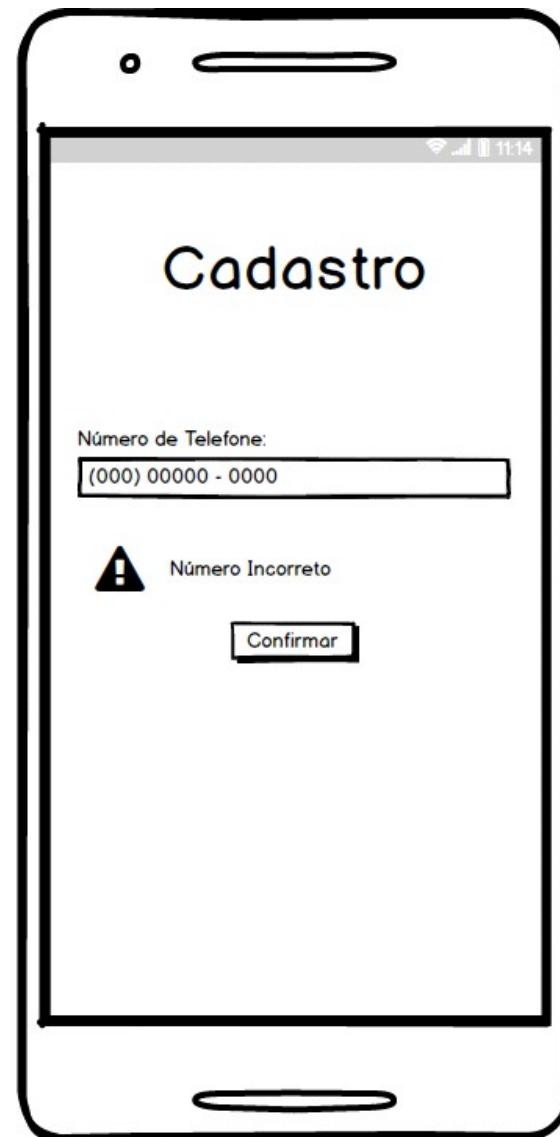 11:14
Cadastro
Número de Telefone:
(000) 00000 - 0000
Número Incorreto
Confirmar